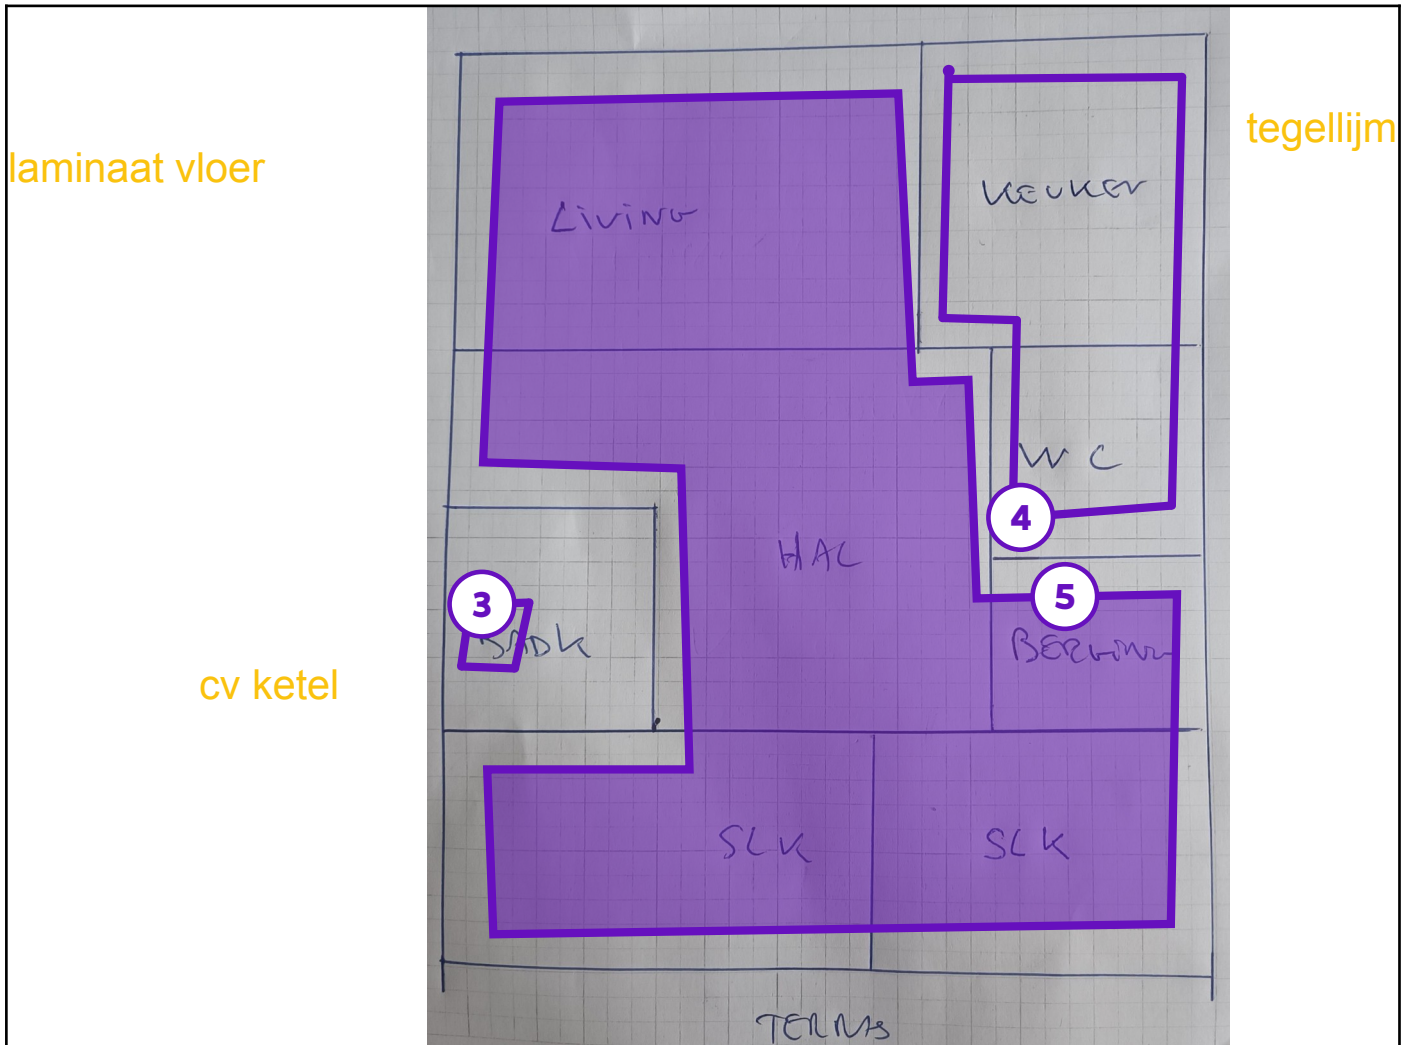 tegellijm
laminaat vloer
KEUKEN
LiViNG
WC
4
HAL
3
5
BADK
BERGING
cv ketel
SLK
SLK
TERRAS